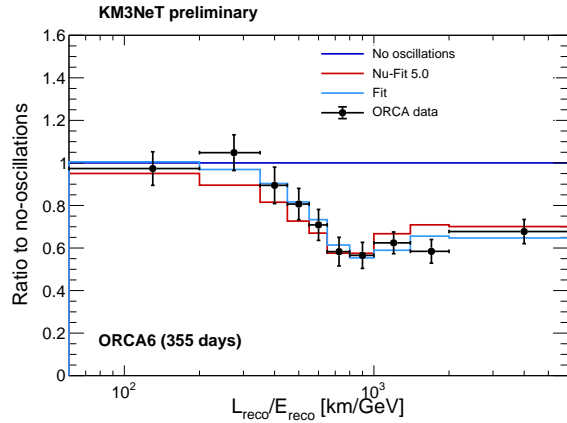 KM3NeT preliminary
1.6
1.4
1.2
1
0.8
0.6
0.4
0.2
0
Ratio to no-oscillations
No oscillations
Nu-Fit 5.0
Fit
ORCA data
ORCA6 (355 days)
10²
10³
L_reco/E_reco [km/GeV]